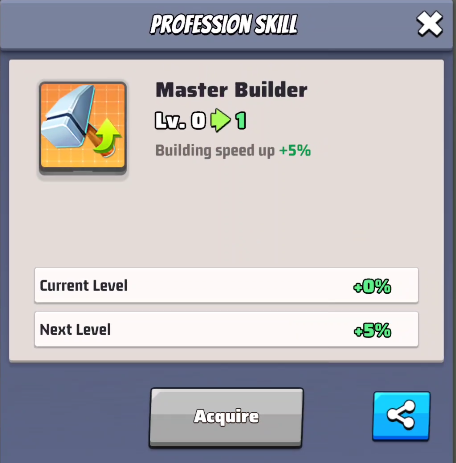 PROFESSION SKILL
Master Builder
Lv. 0 1
Building speed up +5%
Current Level +0%
Next Level +5%
Acquire